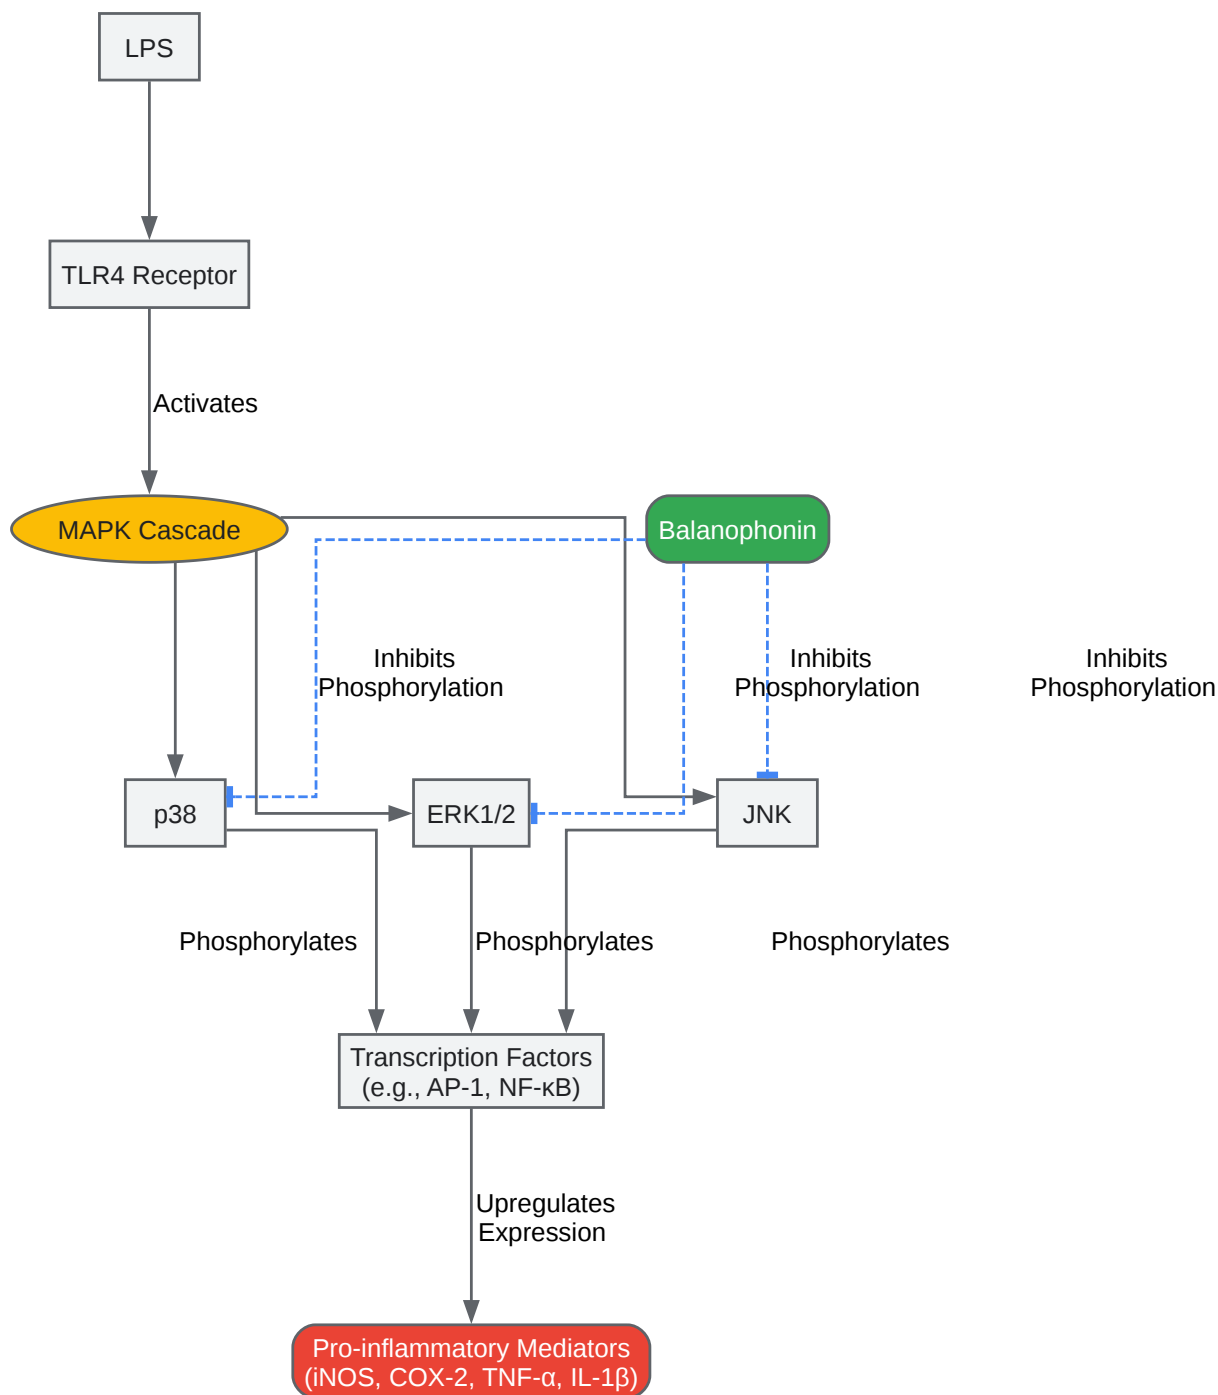 LPS
TLR4 Receptor
Activates
MAPK Cascade
Balanophonin
Inhibits
Phosphorylation
Inhibits
Phosphorylation
Inhibits
Phosphorylation
p38
ERK1/2
JNK
Phosphorylates
Phosphorylates
Phosphorylates
Transcription Factors
(e.g., AP-1, NF-κB)
Upregulates
Expression
Pro-inflammatory Mediators
(iNOS, COX-2, TNF-α, IL-1β)